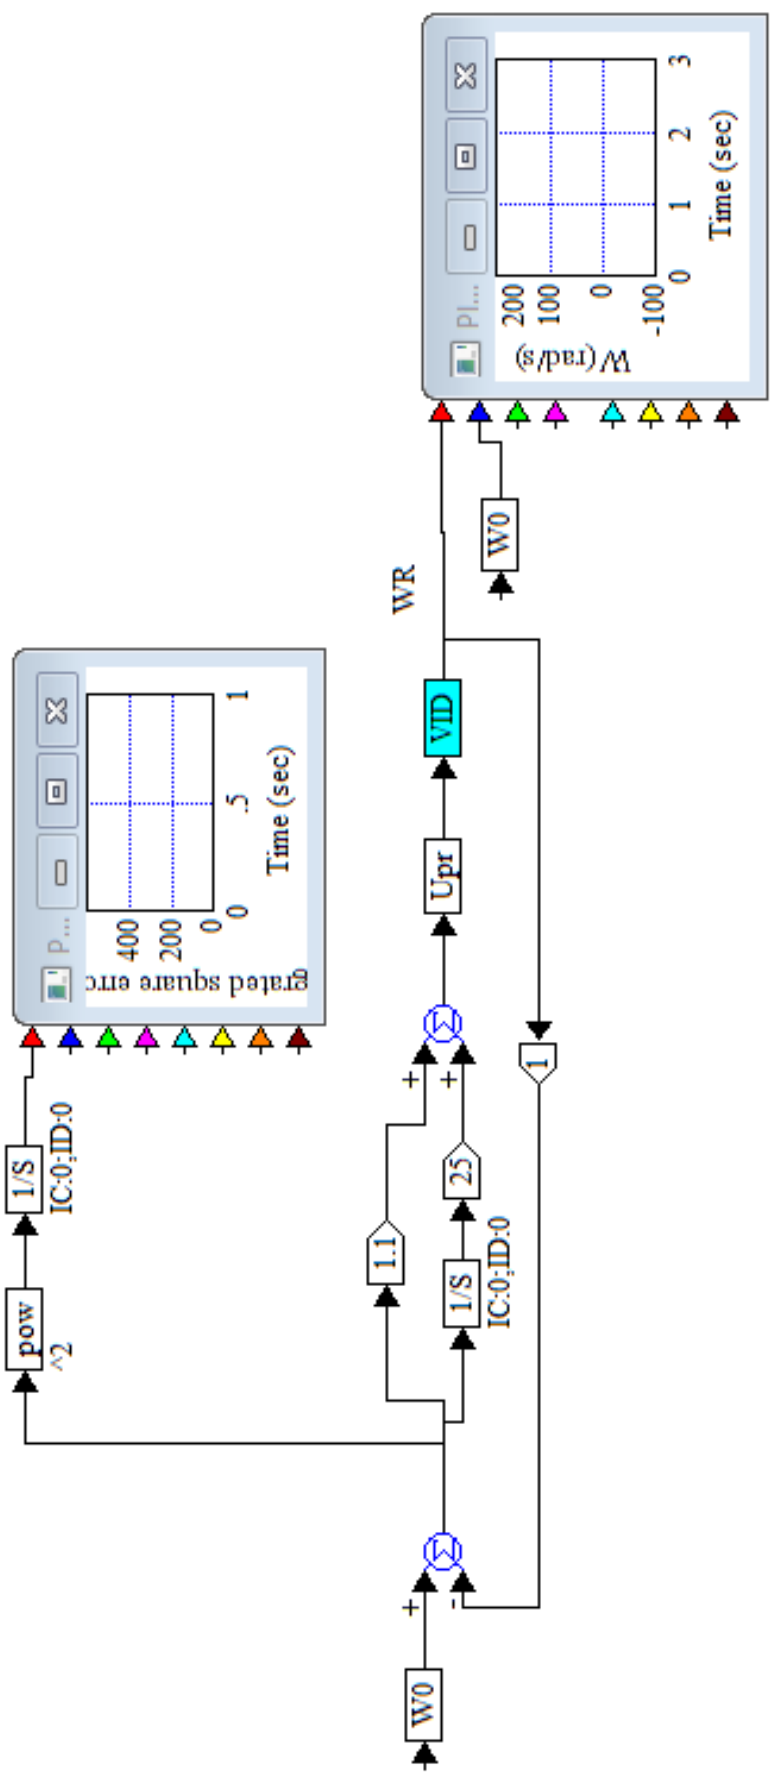 P...
grated square errc
400
200
0
0
.5
1
Time (sec)
pow
^2
1/S
IC:0;ID:0
W0
+
-
1.1
1/S
IC:0;ID:0
25
+
+
Upr
VID
WR
1
W0
Pl...
W(rad/s)
200
100
0
-100
0
1
2
3
Time (sec)